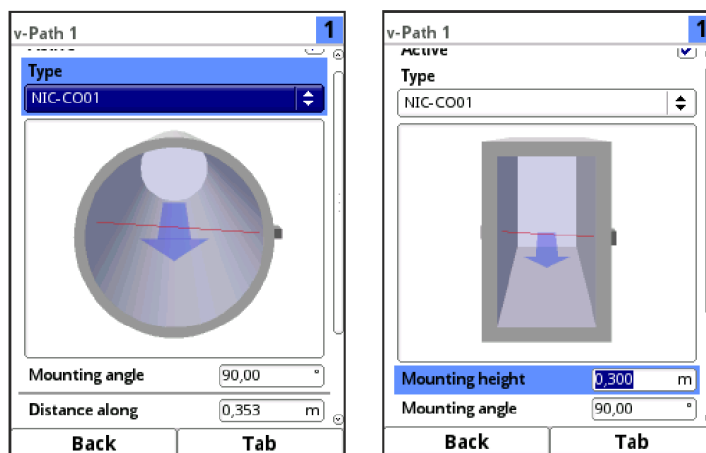 v-Path 1
1
Type
NIC-CO01
Mounting angle
90,00 °
Distance along
0,353 m
Back
Tab
v-Path 1
1
Active
Type
NIC-CO01
Mounting height
0,300 m
Mounting angle
90,00 °
Back
Tab